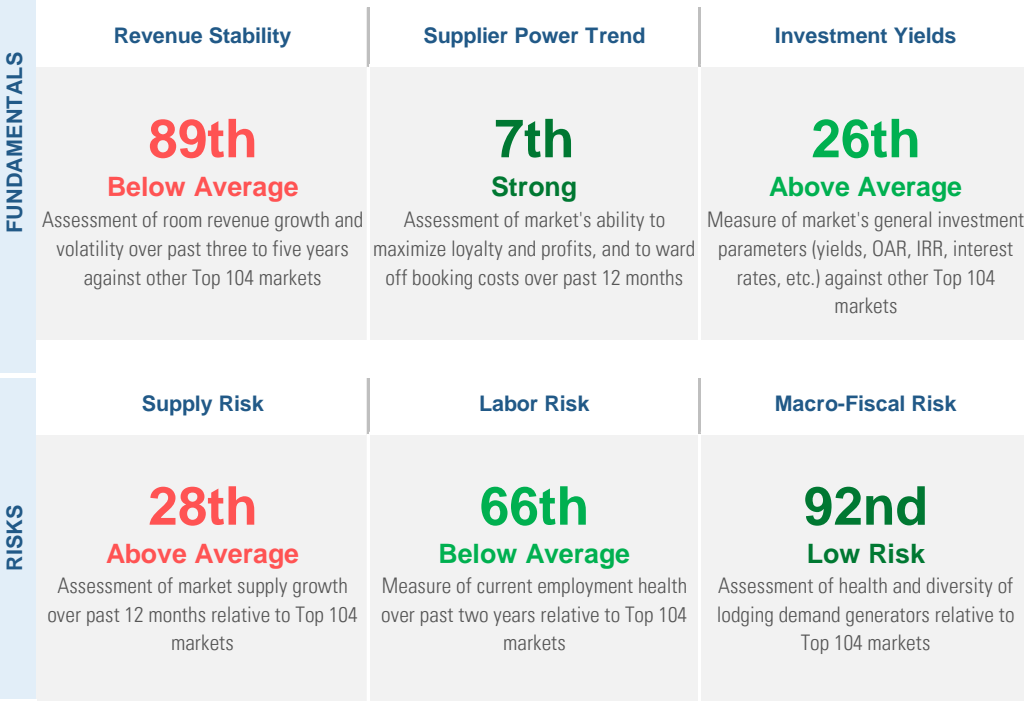 FUNDAMENTALS
Revenue Stability
89th
Below Average
Assessment of room revenue growth and
volatility over past three to five years
against other Top 104 markets
Supplier Power Trend
7th
Strong
Assessment of market's ability to
maximize loyalty and profits, and to ward
off booking costs over past 12 months
Investment Yields
26th
Above Average
Measure of market's general investment
parameters (yields, OAR, IRR, interest
rates, etc.) against other Top 104
markets
RISKS
Supply Risk
28th
Above Average
Assessment of market supply growth
over past 12 months relative to Top 104
markets
Labor Risk
66th
Below Average
Measure of current employment health
over past two years relative to Top 104
markets
Macro-Fiscal Risk
92nd
Low Risk
Assessment of health and diversity of
lodging demand generators relative to
Top 104 markets